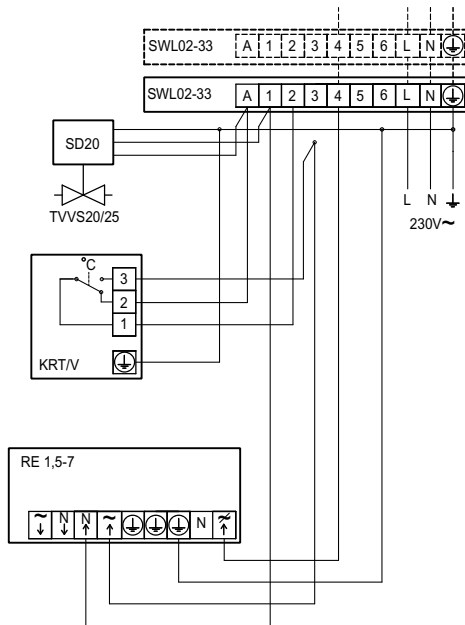 SWL02-33 A 1 2 3 4 5 6 L N
SWL02-33 A 1 2 3 4 5 6 L N
SD20
TVVS20/25
L N
230V~
°C
3
2
1
KRT/V
RE 1,5-7
~ N N ~ N ≁